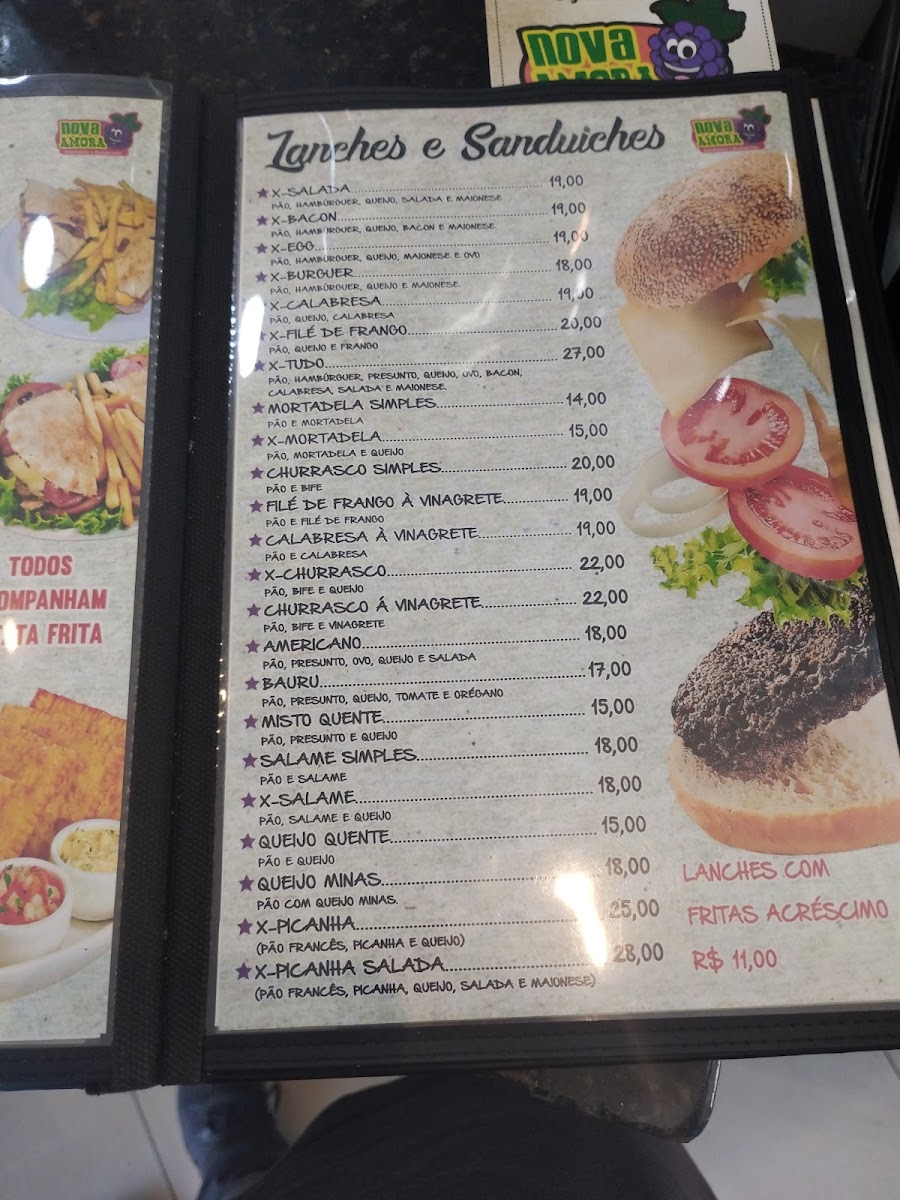 nova
AMORA
nova
AMORA
TODOS
FRITA
Lanches e Sanduiches
nova
AMORA
X-SALADA 19,00
PÃO, HAMBÚRGUER, QUEIJO, SALADA E MAIONESE
X-BACON 19,00
PÃO, HAMBÚRGUER, QUEIJO, BACON E MAIONESE.
X-EGG 19,00
PÃO, HAMBURGUER, QUEIJO, MAIONESE E OVO
X-BURGUER 18,00
PÃO, HAMBÚRGUER, QUEIJO E MAIONESE.
X-CALABRESA 19,00
PÃO, QUEIJO, CALABRESA
X-FILÉ DE FRANGO 20,00
PÃO, QUEIJO E FRANGO
X-TUDO 27,00
PÃO, HAMBÚRGUER, PRESUNTO, QUEIJO, OVO, BACON,
CALABRESA, SALADA E MAIONESE.
MORTADELA SIMPLES 14,00
PÃO E MORTADELA
X-MORTADELA 15,00
PÃO, MORTADELA E QUEIJO
CHURRASCO SIMPLES 20,00
PÃO E BIFE
FILÉ DE FRANGO À VINAGRETE 19,00
PÃO E FILÉ DE FRANGO
CALABRESA À VINAGRETE 19,00
PÃO E CALABRESA
X-CHURRASCO 22,00
PÃO, BIFE E QUEIJO
CHURRASCO Á VINAGRETE 22,00
PÃO, BIFE E VINAGRETE
AMERICANO 18,00
PÃO, PRESUNTO, OVO, QUEIJO E SALADA
BAURU 17,00
PÃO, PRESUNTO, QUEIJO, TOMATE E ORÉGANO
MISTO QUENTE 15,00
PÃO, PRESUNTO E QUEIJO
SALAME SIMPLES 18,00
PÃO E SALAME
X-SALAME 18,00
PÃO, SALAME E QUEIJO
QUEIJO QUENTE 15,00
PÃO E QUEIJO
QUEIJO MINAS 18,00
PÃO COM QUEIJO MINAS.
X-PICANHA 25,00
(PÃO FRANCÊS, PICANHA E QUEIJO)
X-PICANHA SALADA 28,00
(PÃO FRANCÊS, PICANHA, QUEIJO, SALADA E MAIONESE)
LANCHES COM
FRITAS ACRÉSCIMO
R$ 11,00